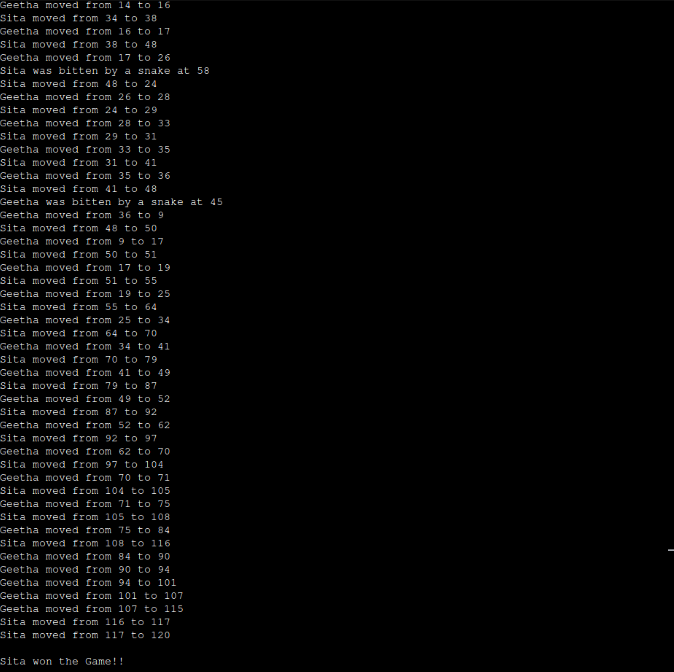 Geetha moved from 14 to 16
Sita moved from 34 to 38
Geetha moved from 16 to 17
Sita moved from 38 to 48
Geetha moved from 17 to 26
Sita was bitten by a snake at 58
Sita moved from 48 to 24
Geetha moved from 26 to 28
Sita moved from 24 to 29
Geetha moved from 28 to 33
Sita moved from 29 to 31
Geetha moved from 33 to 35
Sita moved from 31 to 41
Geetha moved from 35 to 36
Sita moved from 41 to 48
Geetha was bitten by a snake at 45
Geetha moved from 36 to 9
Sita moved from 48 to 50
Geetha moved from 9 to 17
Sita moved from 50 to 51
Geetha moved from 17 to 19
Sita moved from 51 to 55
Geetha moved from 19 to 25
Sita moved from 55 to 64
Geetha moved from 25 to 34
Sita moved from 64 to 70
Geetha moved from 34 to 41
Sita moved from 70 to 79
Geetha moved from 41 to 49
Sita moved from 79 to 87
Geetha moved from 49 to 52
Sita moved from 87 to 92
Geetha moved from 52 to 62
Sita moved from 92 to 97
Geetha moved from 62 to 70
Sita moved from 97 to 104
Geetha moved from 70 to 71
Sita moved from 104 to 105
Geetha moved from 71 to 75
Sita moved from 105 to 108
Geetha moved from 75 to 84
Sita moved from 108 to 116
Geetha moved from 84 to 90
Geetha moved from 90 to 94
Geetha moved from 94 to 101
Geetha moved from 101 to 107
Geetha moved from 107 to 115
Sita moved from 116 to 117
Sita moved from 117 to 120
Sita won the Game!!